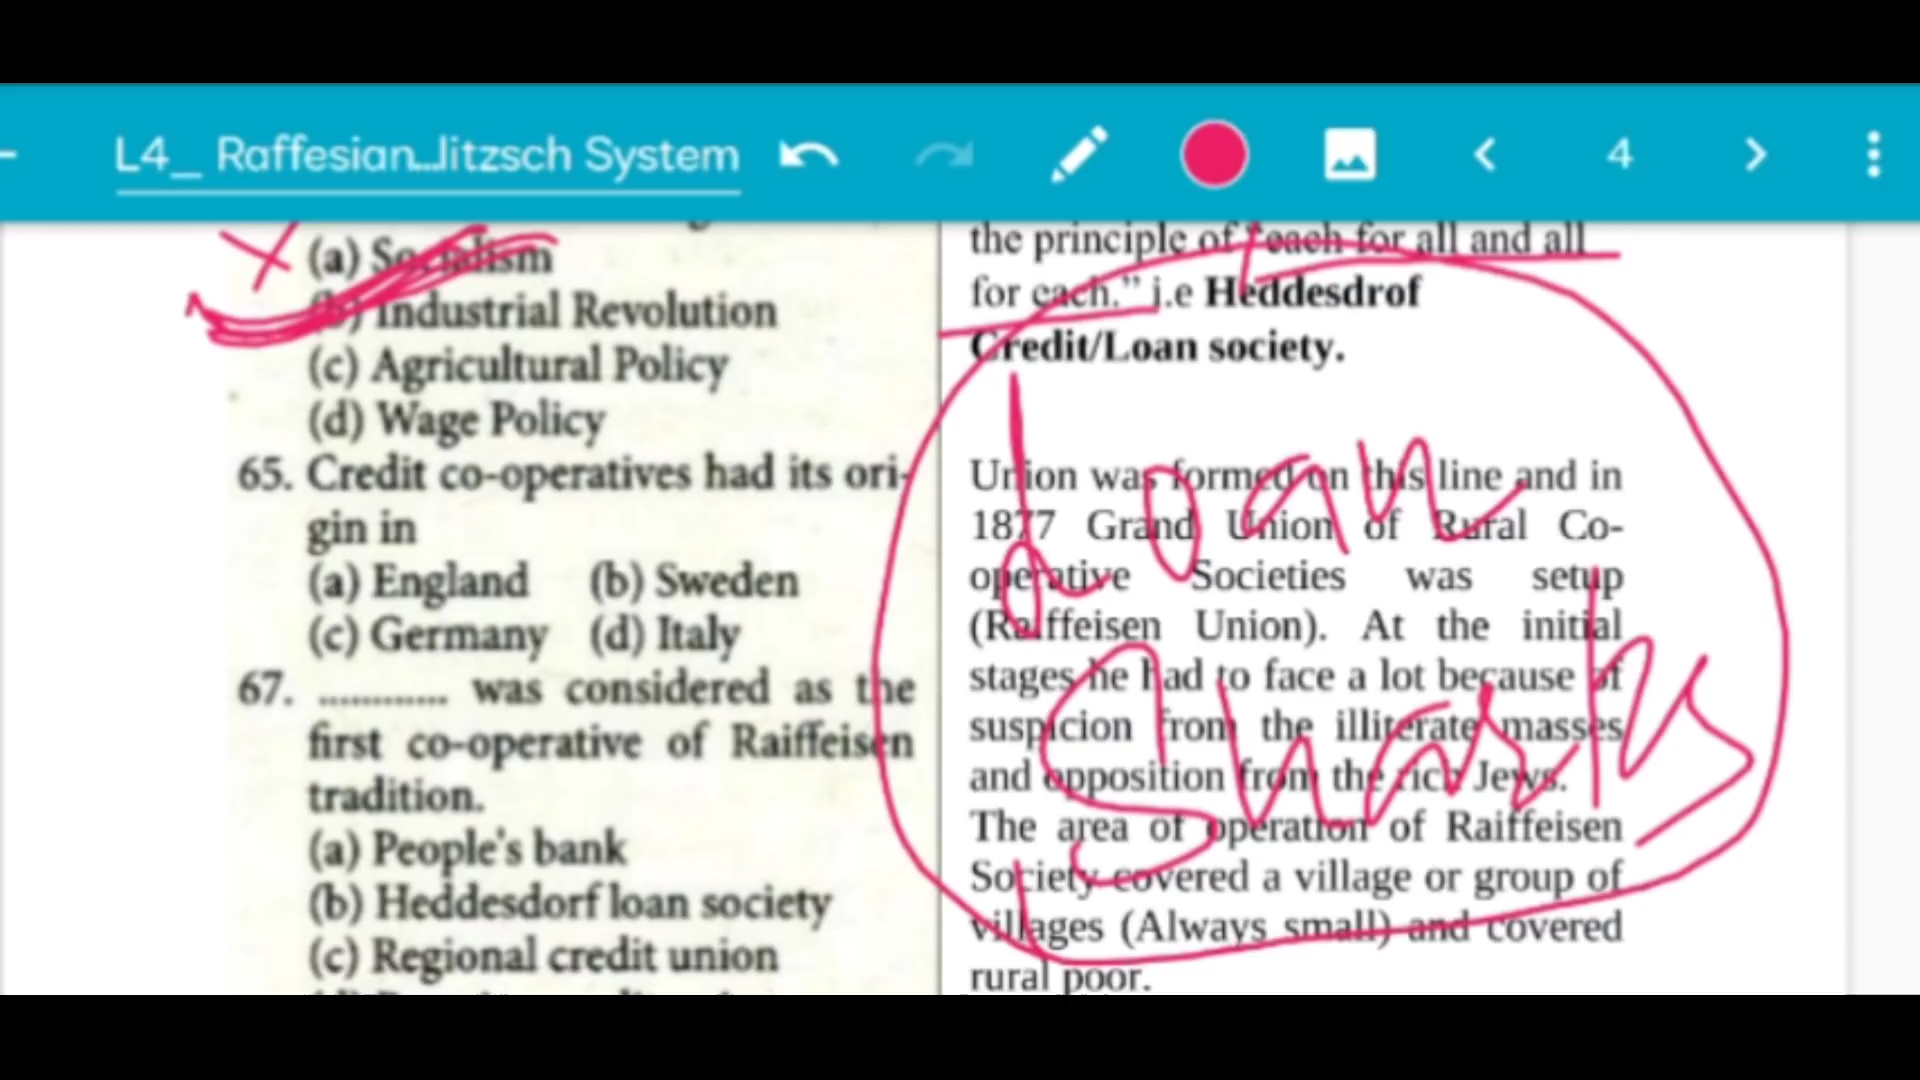 L4_ Raffesian...litzsch System
4
(a) Socialism
(b) Industrial Revolution
(c) Agricultural Policy
(d) Wage Policy
65. Credit co-operatives had its ori-
gin in
(a) England (b) Sweden
(c) Germany (d) Italy
67. ............ was considered as the
first co-operative of Raiffeisen
tradition.
(a) People's bank
(b) Heddesdorf loan society
(c) Regional credit union
the principle of "each for all and all
for each." i.e Heddesdrof
Credit/Loan society.
Union was formed on this line and in
1877 Grand Union of Rural Co-
operative Societies was setup
(Raiffeisen Union). At the initial
stages he had to face a lot because of
suspicion from the illiterate masses
and opposition from the rich Jews.
The area of operation of Raiffeisen
Society covered a village or group of
villages (Always small) and covered
rural poor.
Loan
Sharks